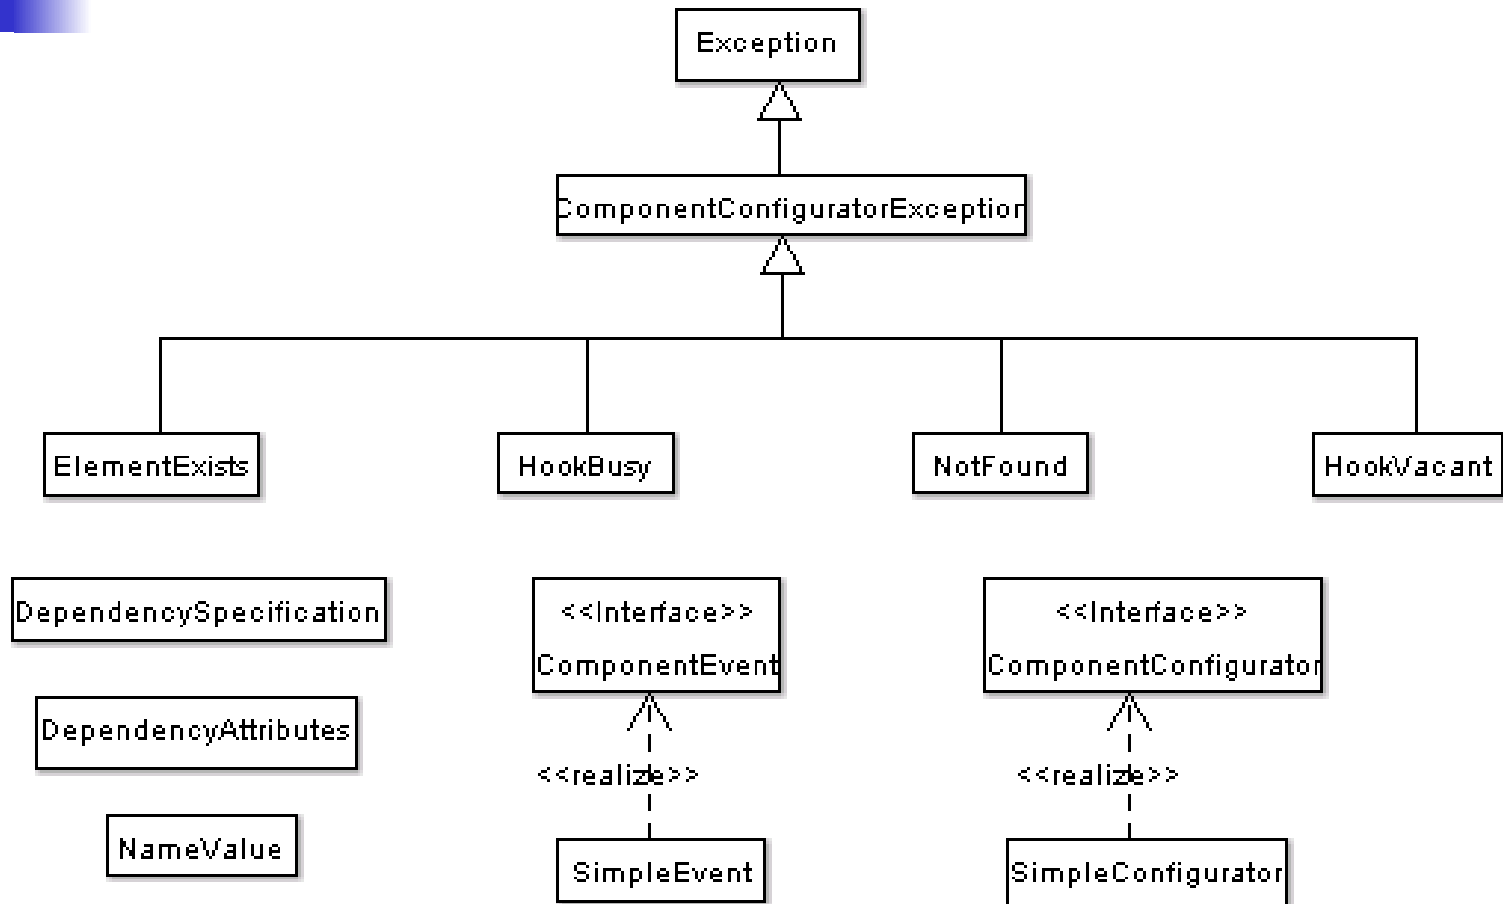 Exception
ComponentConfiguratorException
ElementExists
HookBusy
NotFound
HookVacant
DependencySpecification
<<Interface>>
ComponentEvent
<<Interface>>
ComponentConfigurator
DependencyAttributes
<<realize>>
<<realize>>
NameValue
SimpleEvent
SimpleConfigurator